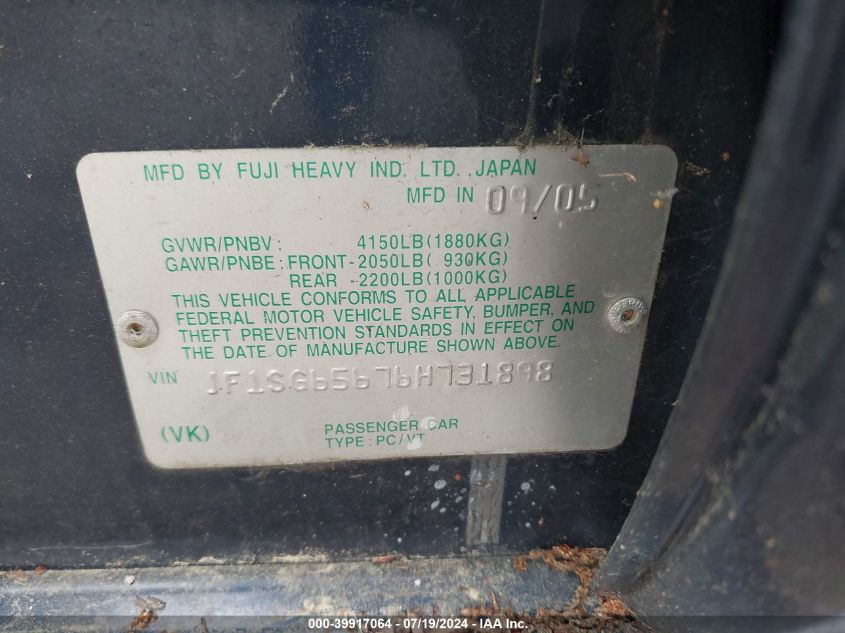 MFD BY FUJI HEAVY IND. LTD. JAPAN
MFD IN 09/05
GVWR/PNBV: 4150LB(1880KG)
GAWR/PNBE: FRONT-2050LB( 930KG)
REAR -2200LB(1000KG)
THIS VEHICLE CONFORMS TO ALL APPLICABLE
FEDERAL MOTOR VEHICLE SAFETY, BUMPER, AND
THEFT PREVENTION STANDARDS IN EFFECT ON
THE DATE OF MANUFACTURE SHOWN ABOVE.
VIN JF1SG65676H731898
(VK) PASSENGER CAR
TYPE: PC/VT
000-39917064 / 07/19/2024 / IAAI - US